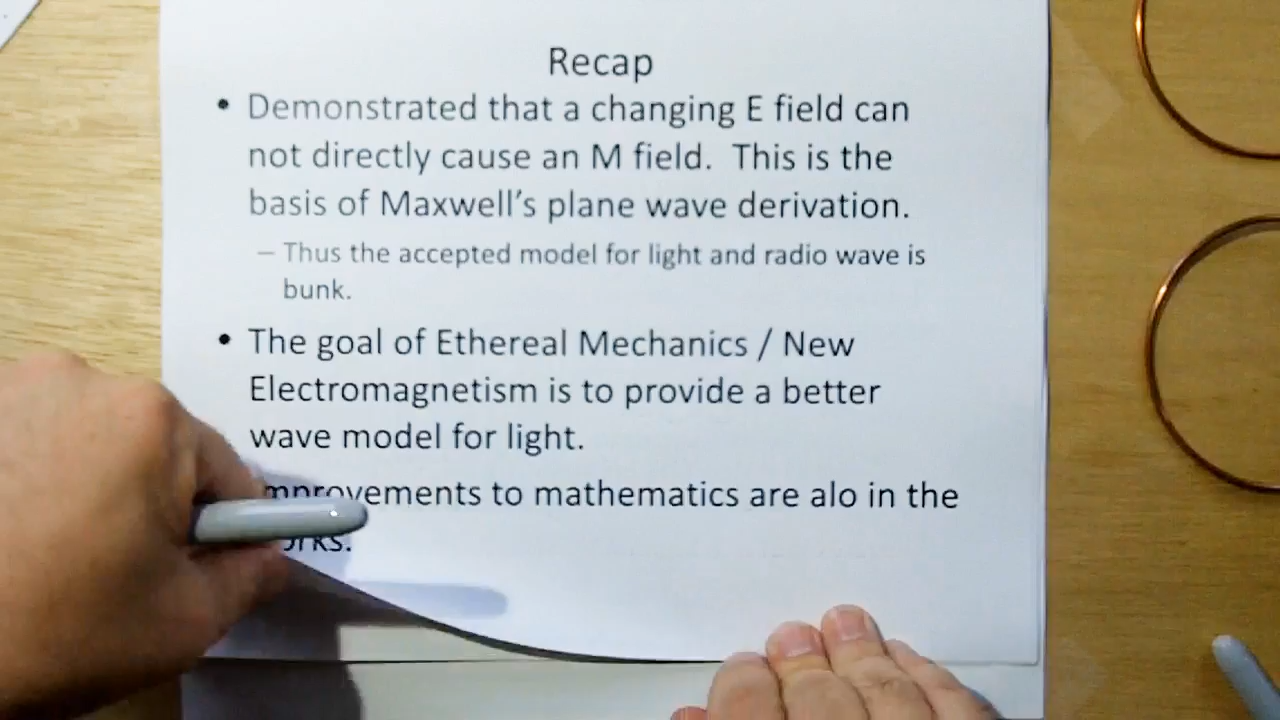 Recap
• Demonstrated that a changing E field can
not directly cause an M field. This is the
basis of Maxwell's plane wave derivation.
– Thus the accepted model for light and radio wave is
bunk.
• The goal of Ethereal Mechanics / New
Electromagnetism is to provide a better
wave model for light.
mprovements to mathematics are alo in the
orks.